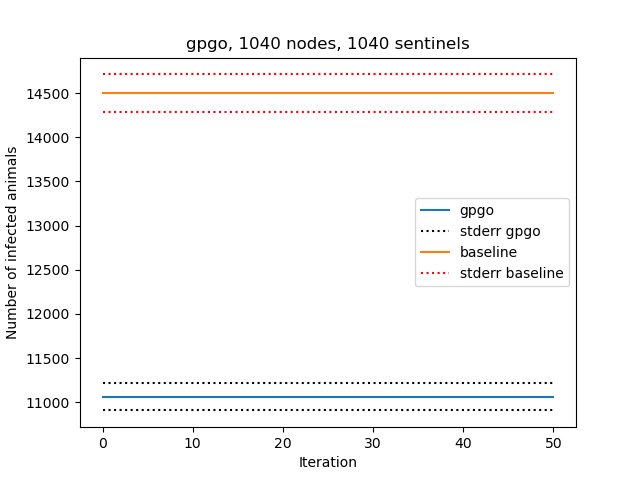 gpgo, 1040 nodes, 1040 sentinels
Number of infected animals
14500
14000
13500
13000
12500
12000
11500
11000
gpgo
stderr gpgo
baseline
stderr baseline
0 10 20 30 40 50
Iteration